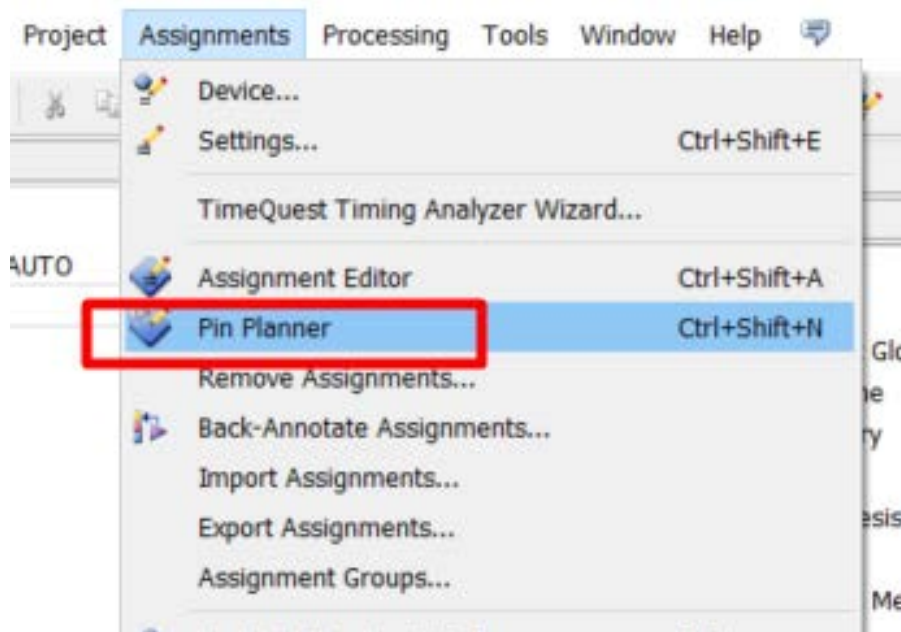 Project Assignments Processing Tools Window Help
Device...
Settings... Ctrl+Shift+E
TimeQuest Timing Analyzer Wizard...
AUTO
Assignment Editor Ctrl+Shift+A
Pin Planner Ctrl+Shift+N
Remove Assignments...
Back-Annotate Assignments...
Import Assignments...
Export Assignments...
Assignment Groups...